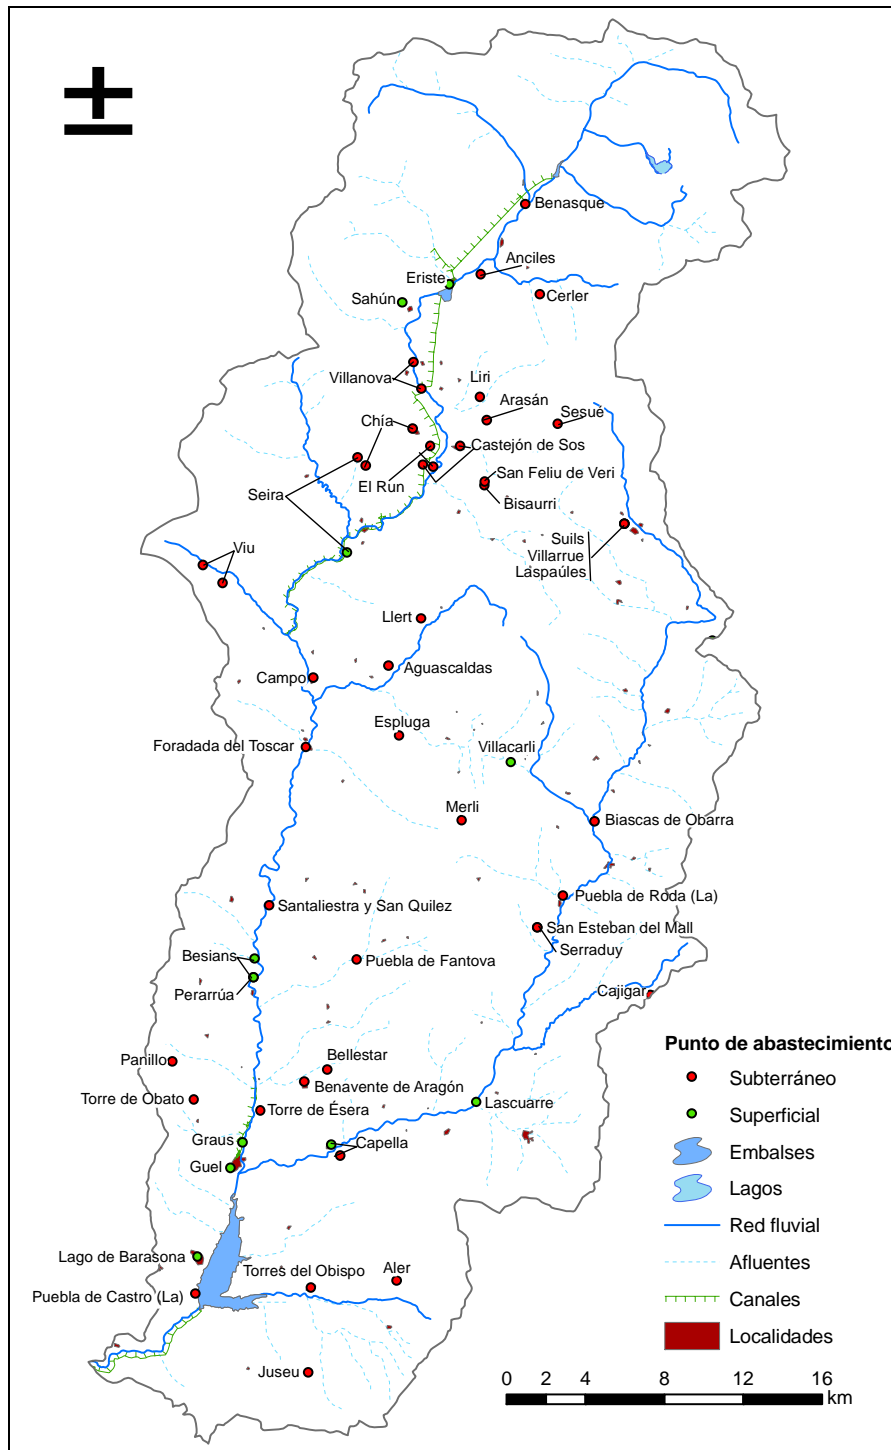 Benasque
Anciles
Eriste
Cerler
Sahún
Villanova
Liri
Arasán
Sesué
Chía
Castejón de Sos
El Run
San Feliu de Veri
Seira
Bisaurri
Suils
Villarrue
Laspaúles
Viu
Llert
Aguascaldas
Campo
Espluga
Foradada del Toscar
Villacarli
Merli
Biascas de Obarra
Puebla de Roda (La)
Santaliestra y San Quilez
San Esteban del Mall
Serraduy
Besians
Puebla de Fantova
Perarrúa
Cajigar
Panillo
Bellestar
Benavente de Aragón
Torre de Obato
Torre de Ésera
Lascuarre
Graus
Capella
Guel
Lago de Barasona
Torres del Obispo
Aler
Puebla de Castro (La)
Juseu
Punto de abastecimiento
Subterráneo
Superficial
Embalses
Lagos
Red fluvial
Afluentes
Canales
Localidades
0 4 8 12 16
km